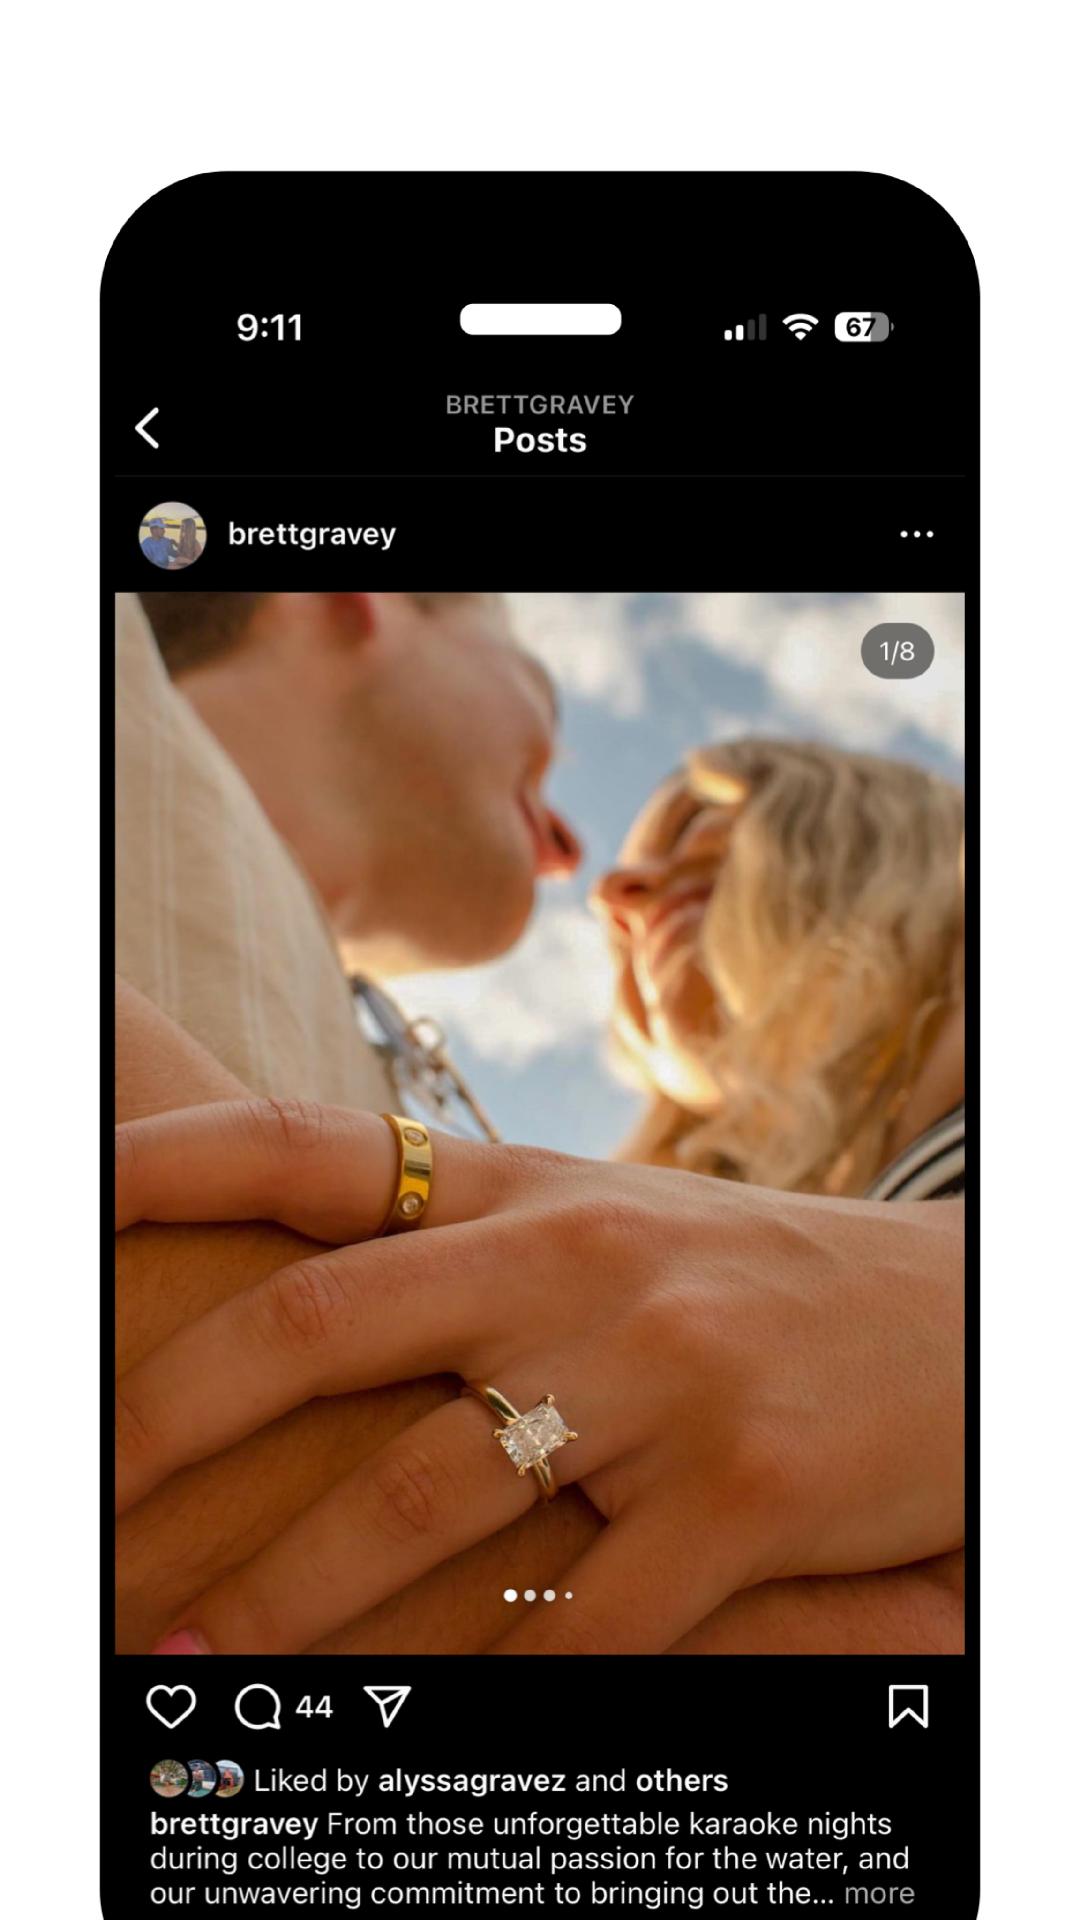 9:11
67
BRETTGRAVEY
Posts
brettgravey
1/8
44
Liked by alyssagravez and others
brettgravey From those unforgettable karaoke nights
during college to our mutual passion for the water, and
our unwavering commitment to bringing out the... more